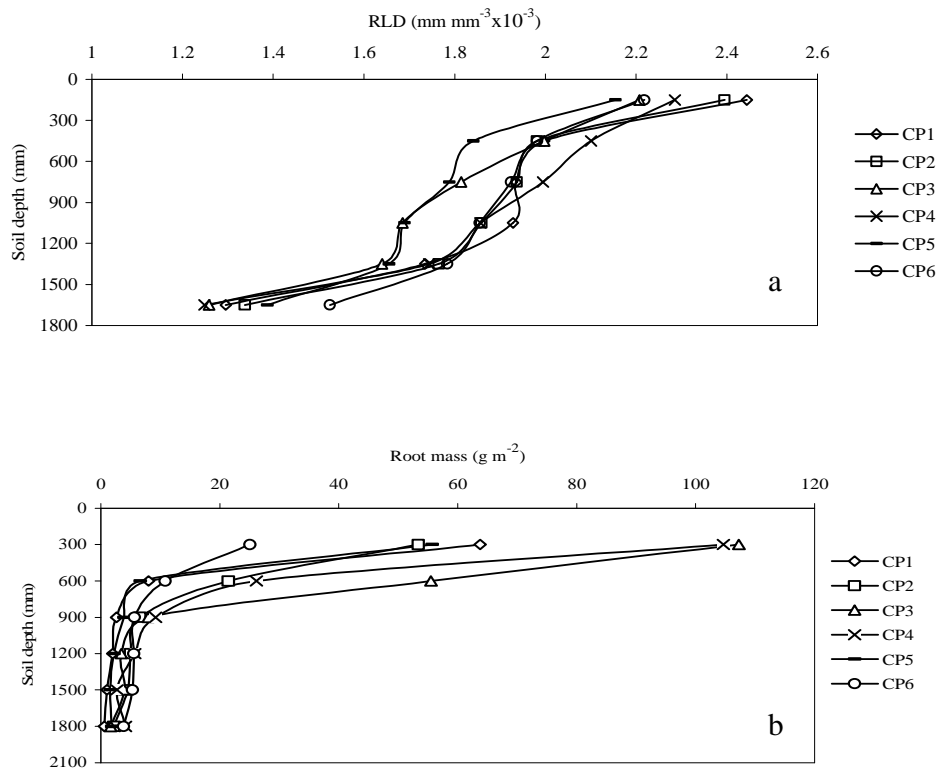 RLD (mm mm⁻³x10⁻³)
1 1.2 1.4 1.6 1.8 2 2.2 2.4 2.6
Soil depth (mm)
0
300
600
900
1200
1500
1800
CP1
CP2
CP3
CP4
CP5
CP6
a
Root mass (g m⁻²)
0 20 40 60 80 100 120
Soil depth (mm)
0
300
600
900
1200
1500
1800
2100
CP1
CP2
CP3
CP4
CP5
CP6
b